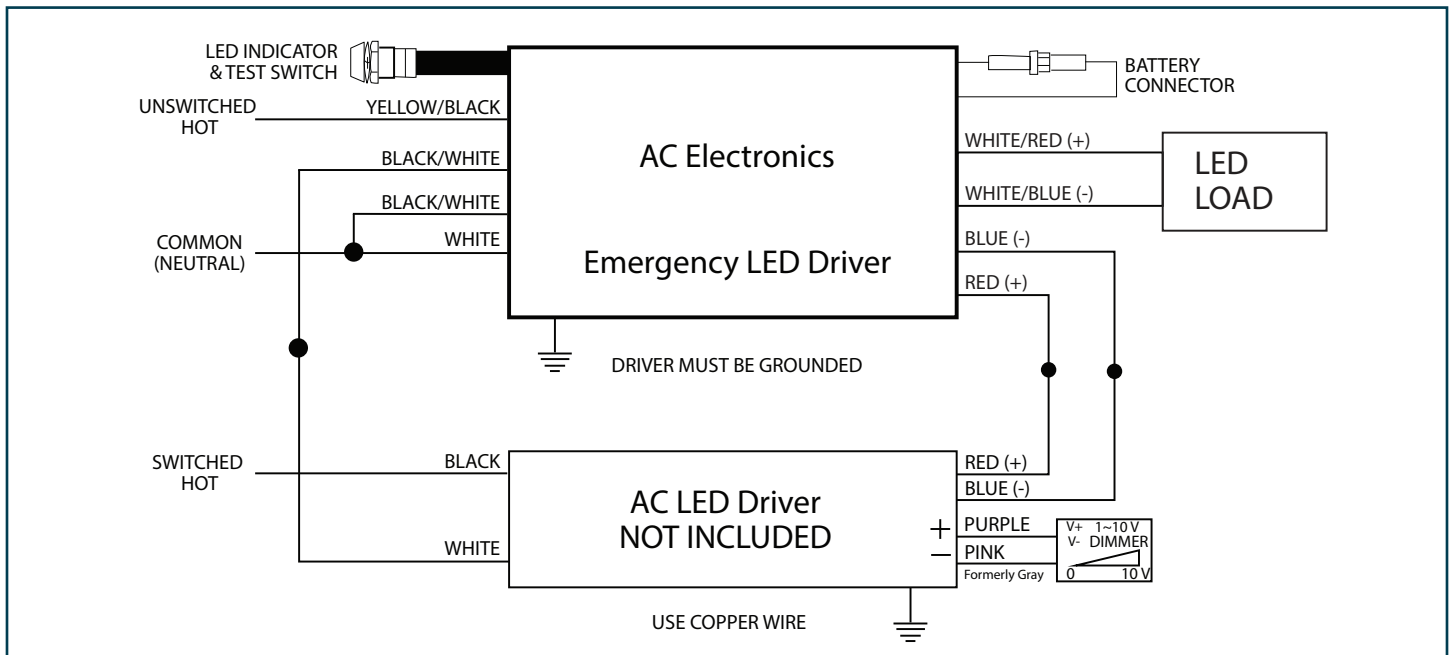 LED INDICATOR
& TEST SWITCH
UNSWITCHED
HOT
YELLOW/BLACK
BLACK/WHITE
BLACK/WHITE
COMMON
(NEUTRAL)
WHITE
AC Electronics
Emergency LED Driver
BATTERY
CONNECTOR
WHITE/RED (+)
WHITE/BLUE (-)
LED
LOAD
BLUE (-)
RED (+)
DRIVER MUST BE GROUNDED
SWITCHED
HOT
BLACK
WHITE
AC LED Driver
NOT INCLUDED
RED (+)
BLUE (-)
+ PURPLE
− PINK
Formerly Gray
V+ 1~10 V
V- DIMMER
0 10 V
USE COPPER WIRE